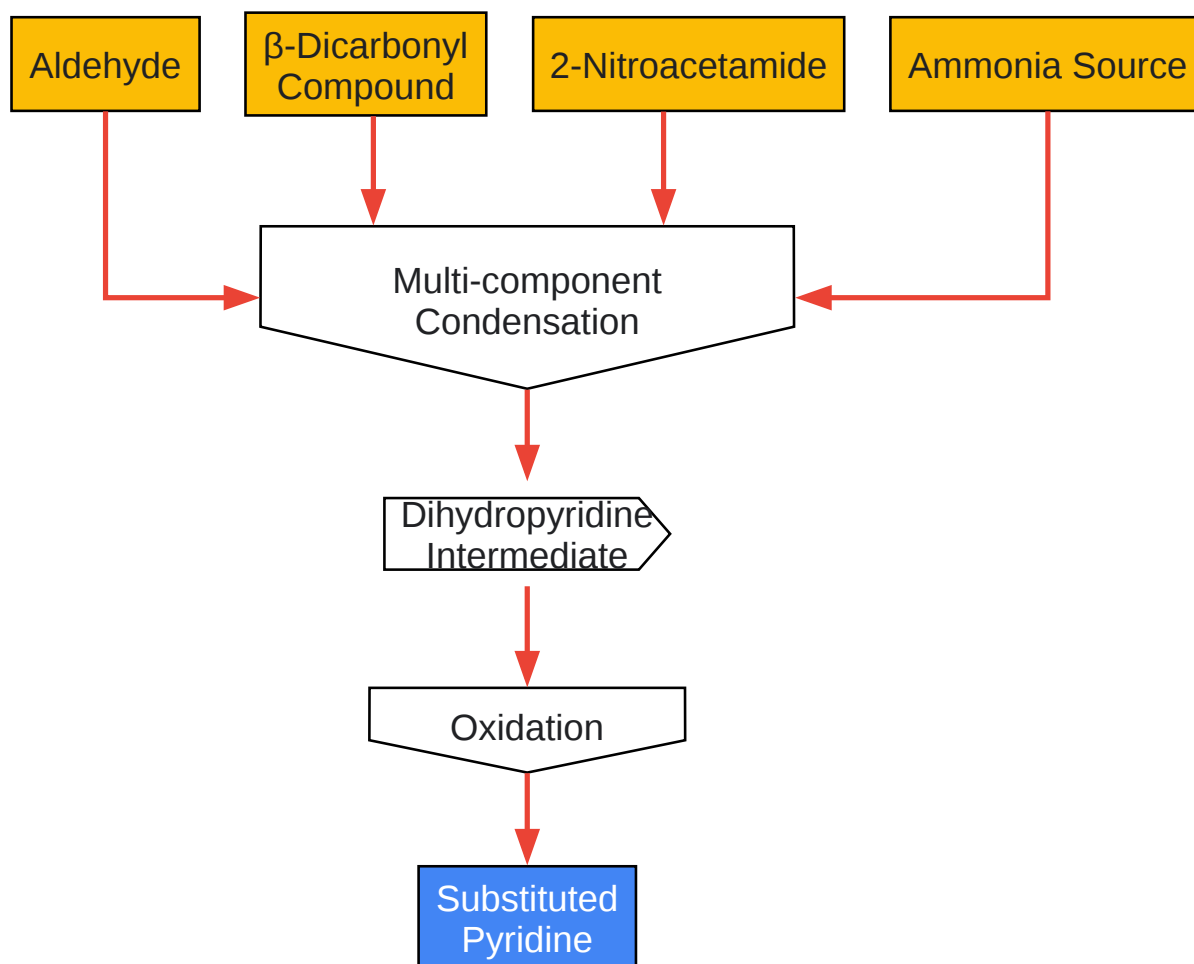 Aldehyde
β-Dicarbonyl
Compound
2-Nitroacetamide
Ammonia Source
Multi-component
Condensation
Dihydropyridine
Intermediate
Oxidation
Substituted
Pyridine